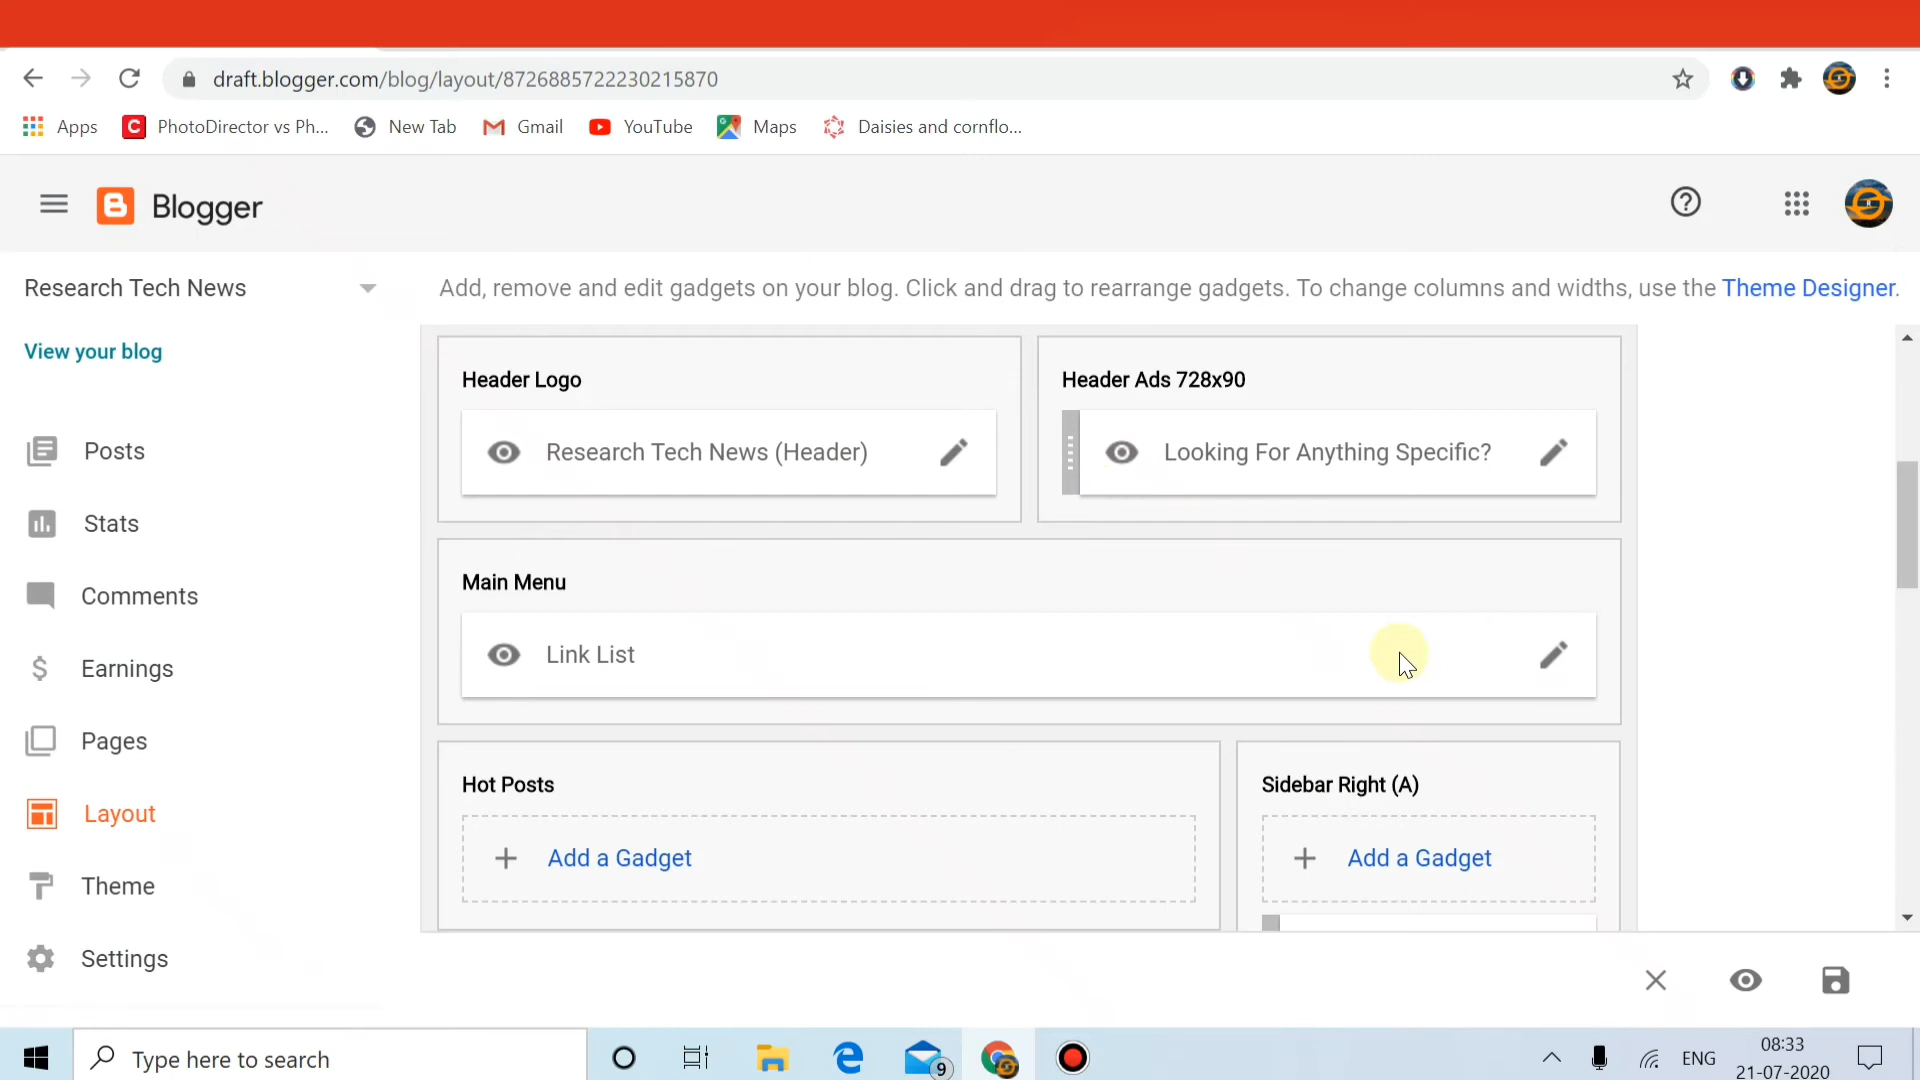 draft.blogger.com/blog/layout/8726885722230215870
Apps
PhotoDirector vs Ph...
New Tab
Gmail
YouTube
Maps
Daisies and cornflo...
Blogger
Research Tech News
Add, remove and edit gadgets on your blog. Click and drag to rearrange gadgets. To change columns and widths, use the Theme Designer.
View your blog
Posts
Stats
Comments
Earnings
Pages
Layout
Theme
Settings
Header Logo
Research Tech News (Header)
Header Ads 728x90
Looking For Anything Specific?
Main Menu
Link List
Hot Posts
Add a Gadget
Sidebar Right (A)
Add a Gadget
Type here to search
9
ENG
08:33
21-07-2020